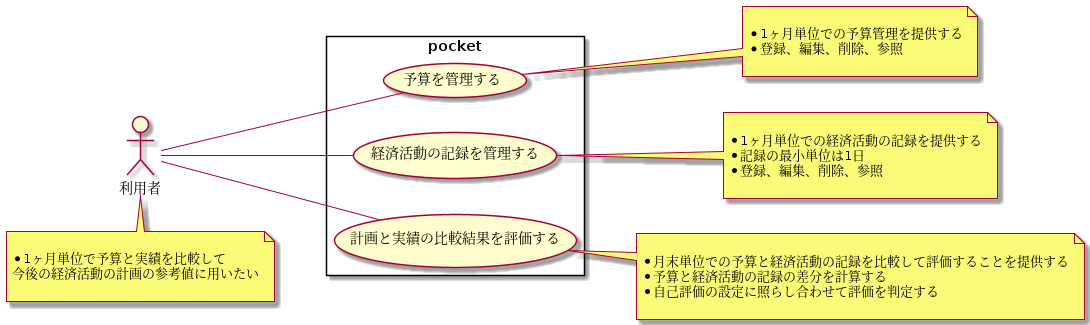 pocket
•1ヶ月単位での予算管理を提供する
•登録、編集、削除、参照
予算を管理する
•1ヶ月単位での経済活動の記録を提供する
•記録の最小単位は1日
•登録、編集、削除、参照
経済活動の記録を管理する
利用者
•1ヶ月単位で予算と実績を比較して
今後の経済活動の計画の参考値に用いたい
計画と実績の比較結果を評価する
•月末単位での予算と経済活動の記録を比較して評価することを提供する
•予算と経済活動の記録の差分を計算する
•自己評価の設定に照らし合わせて評価を判定する